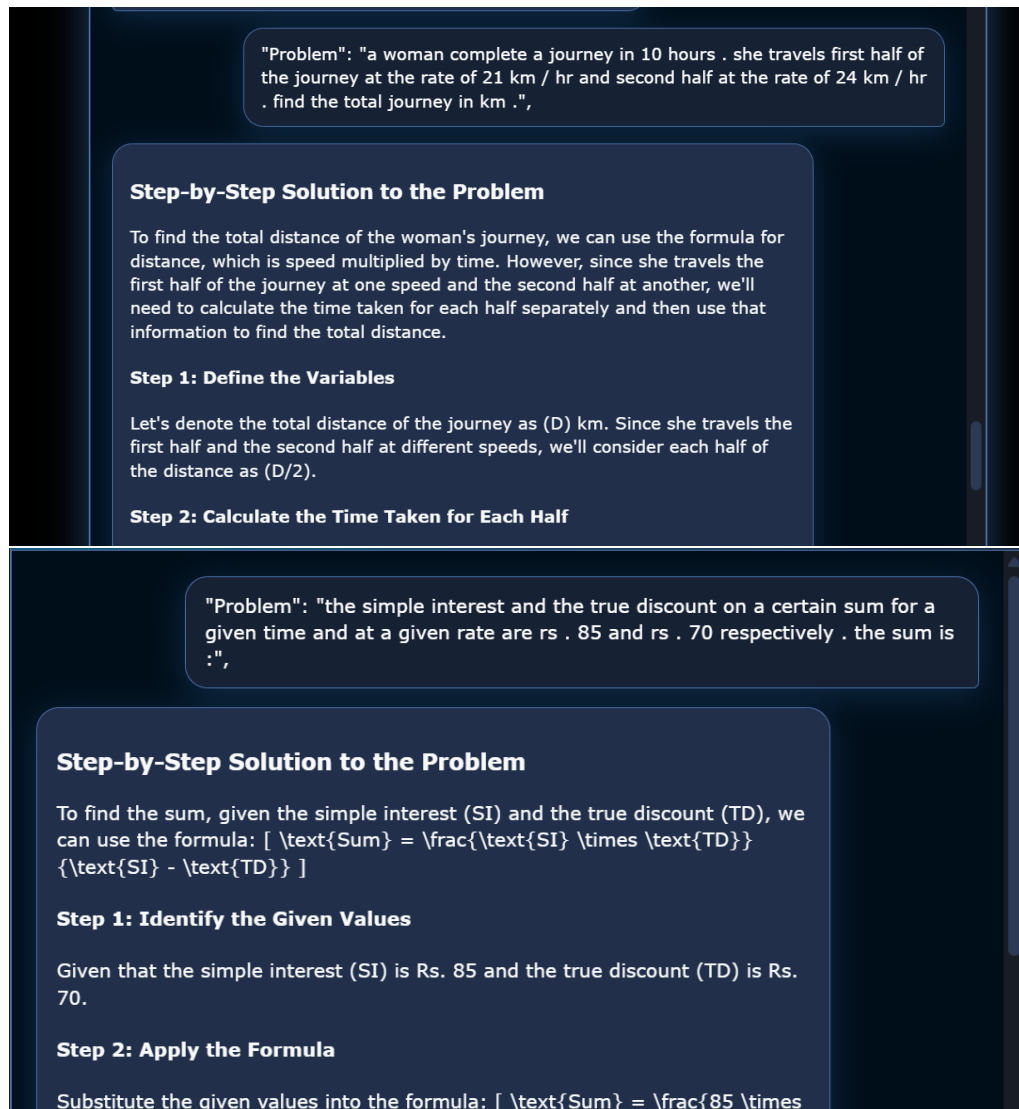 "Problem": "a woman complete a journey in 10 hours . she travels first half of
the journey at the rate of 21 km / hr and second half at the rate of 24 km / hr
. find the total journey in km .",
Step-by-Step Solution to the Problem
To find the total distance of the woman's journey, we can use the formula for
distance, which is speed multiplied by time. However, since she travels the
first half of the journey at one speed and the second half at another, we'll
need to calculate the time taken for each half separately and then use that
information to find the total distance.
Step 1: Define the Variables
Let's denote the total distance of the journey as (D) km. Since she travels the
first half and the second half at different speeds, we'll consider each half of
the distance as (D/2).
Step 2: Calculate the Time Taken for Each Half
"Problem": "the simple interest and the true discount on a certain sum for a
given time and at a given rate are rs . 85 and rs . 70 respectively . the sum is
:",
Step-by-Step Solution to the Problem
To find the sum, given the simple interest (SI) and the true discount (TD), we
can use the formula: [ \text{Sum} = \frac{\text{SI} \times \text{TD}}
{\text{SI} - \text{TD}} ]
Step 1: Identify the Given Values
Given that the simple interest (SI) is Rs. 85 and the true discount (TD) is Rs.
70.
Step 2: Apply the Formula
Substitute the given values into the formula: [ \text{Sum} = \frac{85 \times